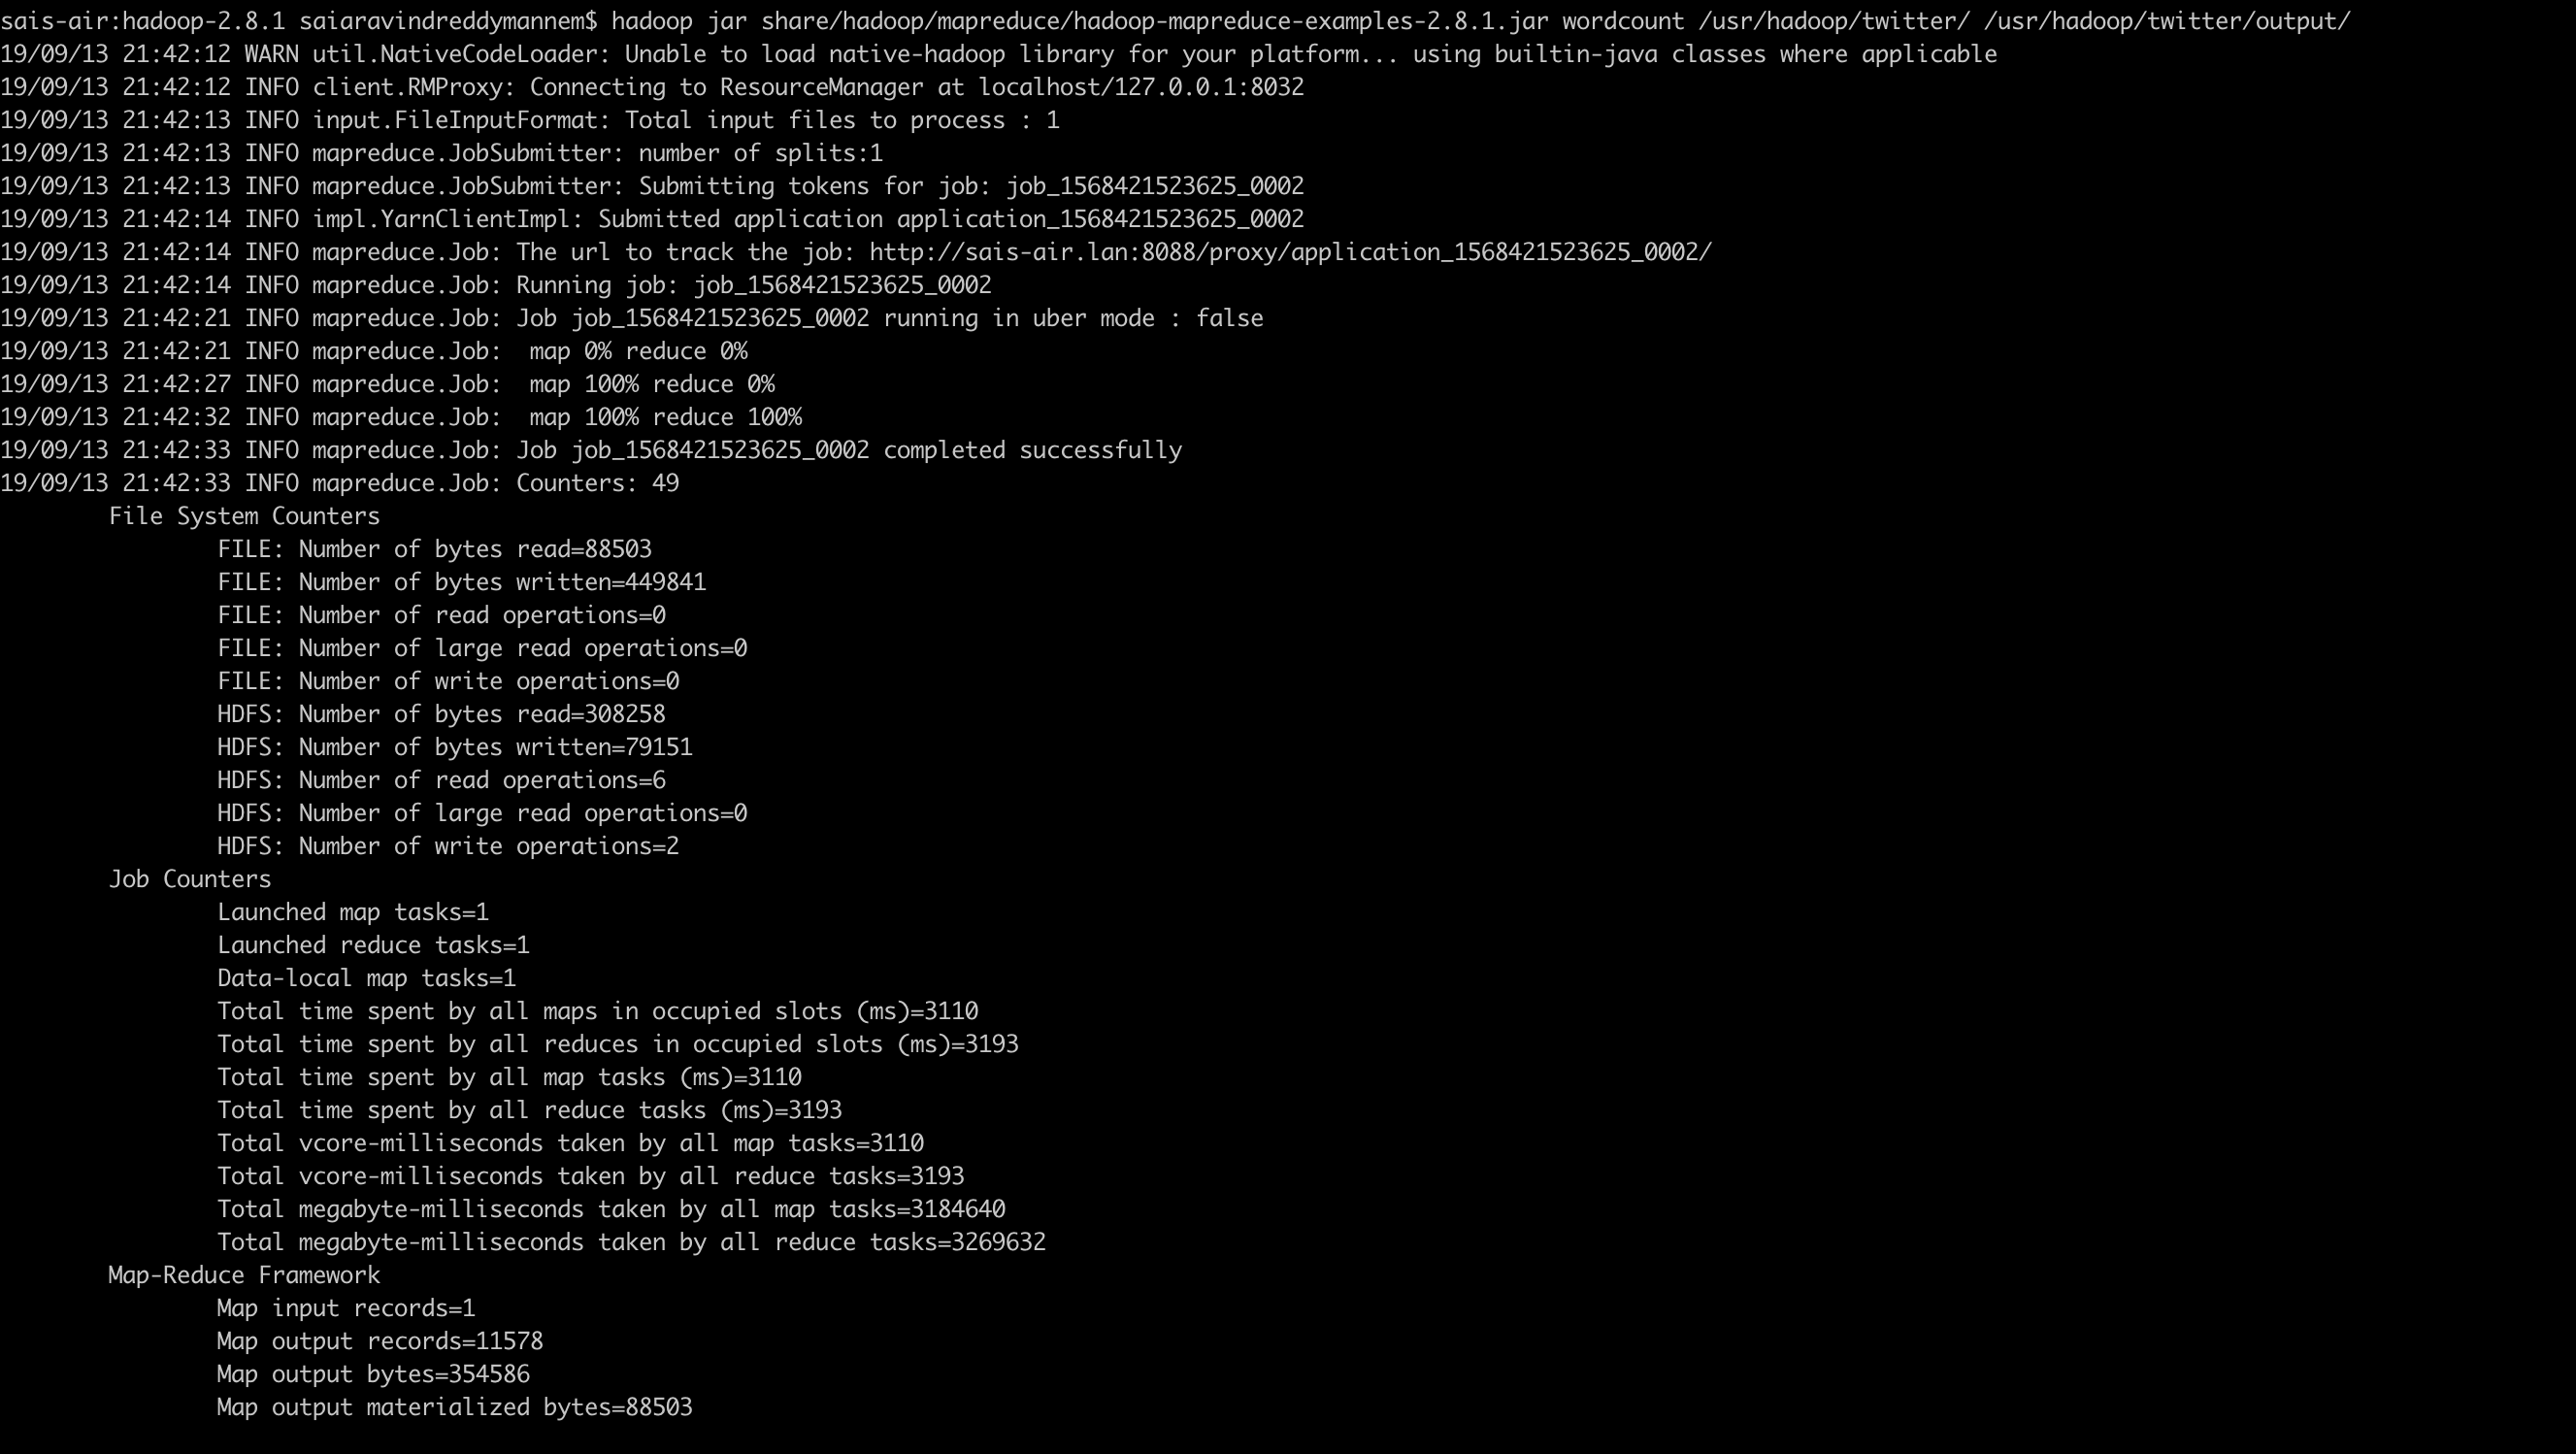 sais-air:hadoop-2.8.1 saiaravindreddymannem$ hadoop jar share/hadoop/mapreduce/hadoop-mapreduce-examples-2.8.1.jar wordcount /usr/hadoop/twitter/ /usr/hadoop/twitter/output/
19/09/13 21:42:12 WARN util.NativeCodeLoader: Unable to load native-hadoop library for your platform... using builtin-java classes where applicable
19/09/13 21:42:12 INFO client.RMProxy: Connecting to ResourceManager at localhost/127.0.0.1:8032
19/09/13 21:42:13 INFO input.FileInputFormat: Total input files to process : 1
19/09/13 21:42:13 INFO mapreduce.JobSubmitter: number of splits:1
19/09/13 21:42:13 INFO mapreduce.JobSubmitter: Submitting tokens for job: job_1568421523625_0002
19/09/13 21:42:14 INFO impl.YarnClientImpl: Submitted application application_1568421523625_0002
19/09/13 21:42:14 INFO mapreduce.Job: The url to track the job: http://sais-air.lan:8088/proxy/application_1568421523625_0002/
19/09/13 21:42:14 INFO mapreduce.Job: Running job: job_1568421523625_0002
19/09/13 21:42:21 INFO mapreduce.Job: Job job_1568421523625_0002 running in uber mode : false
19/09/13 21:42:21 INFO mapreduce.Job:  map 0% reduce 0%
19/09/13 21:42:27 INFO mapreduce.Job:  map 100% reduce 0%
19/09/13 21:42:32 INFO mapreduce.Job:  map 100% reduce 100%
19/09/13 21:42:33 INFO mapreduce.Job: Job job_1568421523625_0002 completed successfully
19/09/13 21:42:33 INFO mapreduce.Job: Counters: 49
File System Counters
FILE: Number of bytes read=88503
FILE: Number of bytes written=449841
FILE: Number of read operations=0
FILE: Number of large read operations=0
FILE: Number of write operations=0
HDFS: Number of bytes read=308258
HDFS: Number of bytes written=79151
HDFS: Number of read operations=6
HDFS: Number of large read operations=0
HDFS: Number of write operations=2
Job Counters
Launched map tasks=1
Launched reduce tasks=1
Data-local map tasks=1
Total time spent by all maps in occupied slots (ms)=3110
Total time spent by all reduces in occupied slots (ms)=3193
Total time spent by all map tasks (ms)=3110
Total time spent by all reduce tasks (ms)=3193
Total vcore-milliseconds taken by all map tasks=3110
Total vcore-milliseconds taken by all reduce tasks=3193
Total megabyte-milliseconds taken by all map tasks=3184640
Total megabyte-milliseconds taken by all reduce tasks=3269632
Map-Reduce Framework
Map input records=1
Map output records=11578
Map output bytes=354586
Map output materialized bytes=88503